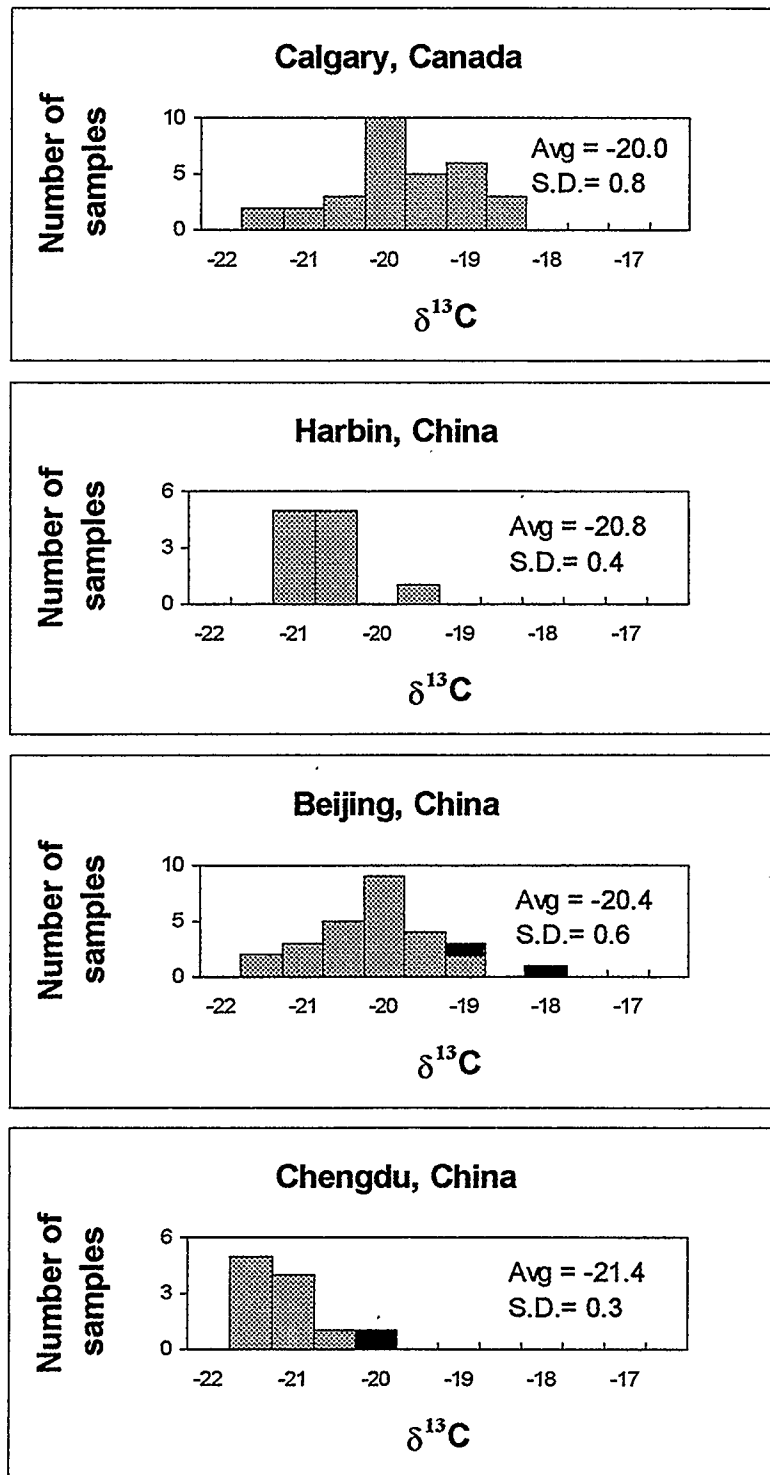 Calgary, Canada
Number of
samples
10
5
0
Avg = -20.0
S.D.= 0.8
-22 -21 -20 -19 -18 -17
δ¹³C
Harbin, China
Number of
samples
6
3
0
Avg = -20.8
S.D.= 0.4
-22 -21 -20 -19 -18 -17
δ¹³C
Beijing, China
Number of
samples
10
5
0
Avg = -20.4
S.D.= 0.6
-22 -21 -20 -19 -18 -17
δ¹³C
Chengdu, China
Number of
samples
6
3
0
Avg = -21.4
S.D.= 0.3
-22 -21 -20 -19 -18 -17
δ¹³C